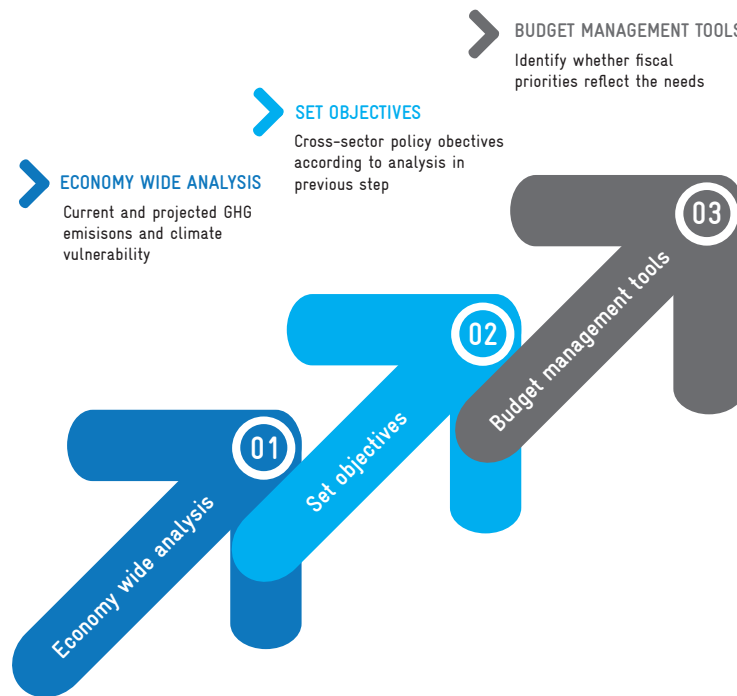 BUDGET MANAGEMENT TOOLS
Identify whether fiscal
priorities reflect the needs
SET OBJECTIVES
Cross-sector policy obectives
according to analysis in
previous step
ECONOMY WIDE ANALYSIS
Current and projected GHG
emisisons and climate
vulnerability
03
Budget management tools
02
Set objectives
01
Economy wide analysis